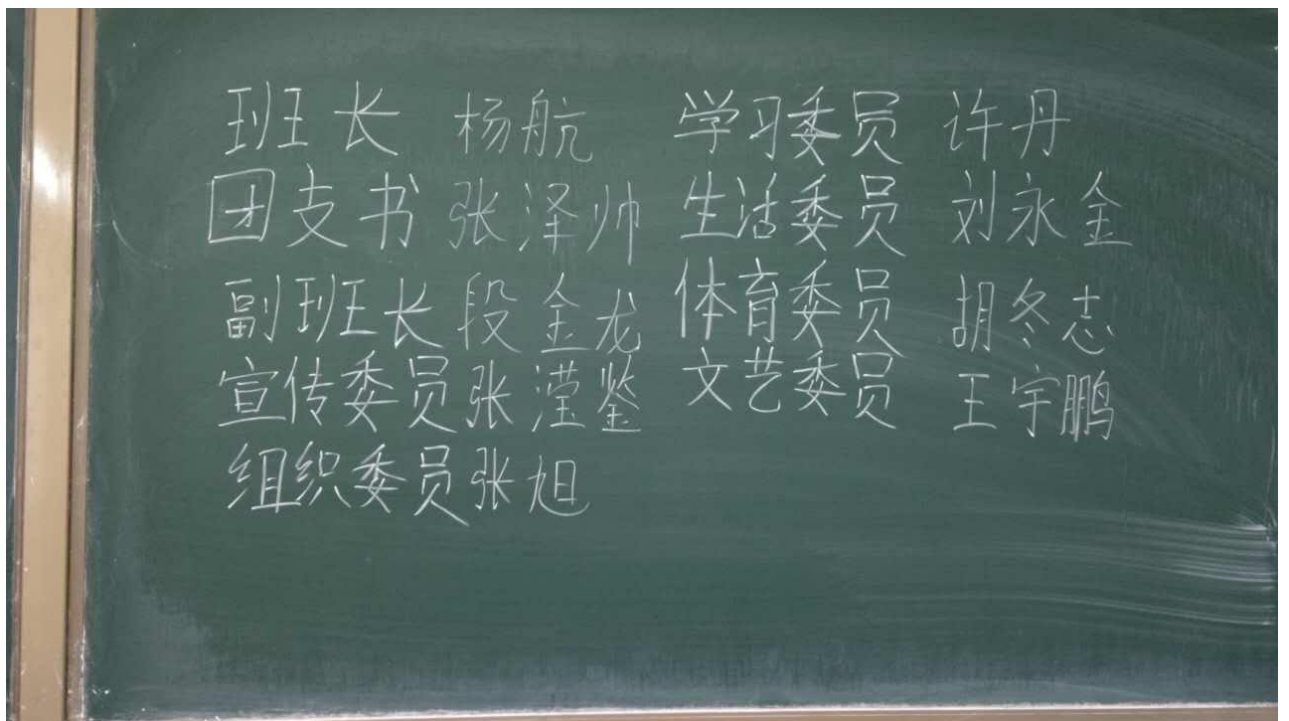 班长 杨航 学习委员 许丹
团支书 张泽帅 生活委员 刘永金
副班长 段金龙 体育委员 胡冬志
宣传委员 张滢鉴 文艺委员 王宇鹏
组织委员 张旭